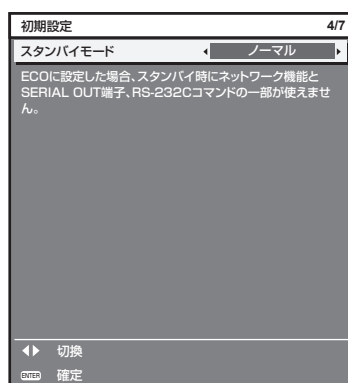 初期設定 4/7
スタンバイモード ノーマル
ECOに設定した場合、スタンバイ時にネットワーク機能と
SERIAL OUT端子、RS-232Cコマンドの一部が使えませ
ん。
切換
ENTER 確定